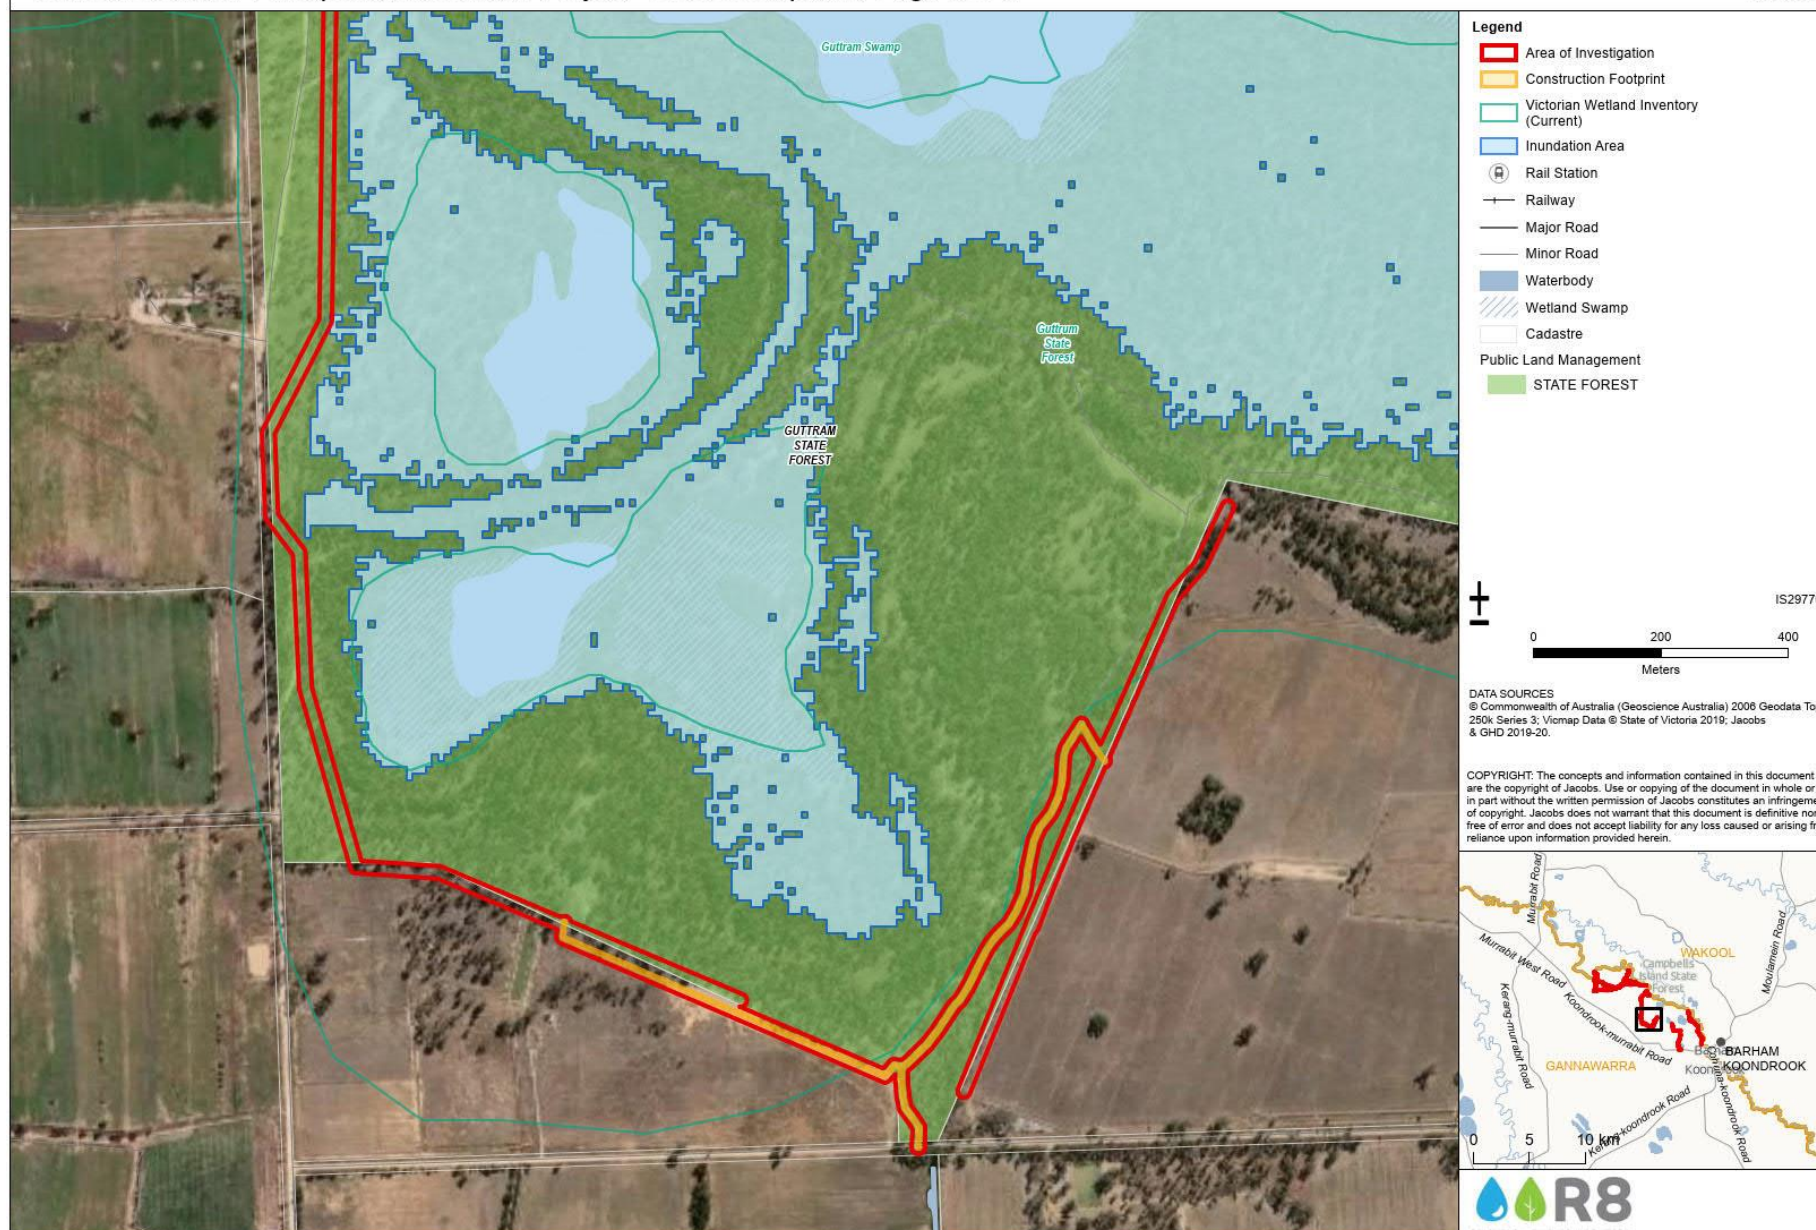 Guttram Swamp
Guttrum
State
Forest
GUTTRAM
STATE
FOREST
Legend
Area of Investigation
Construction Footprint
Victorian Wetland Inventory
(Current)
Inundation Area
Rail Station
Railway
Major Road
Minor Road
Waterbody
Wetland Swamp
Cadastre
Public Land Management
STATE FOREST
0 200 400
Meters
DATA SOURCES
© Commonwealth of Australia (Geoscience Australia) 2006 Geodata
250k Series 3; Vicmap Data © State of Victoria 2019; Jacobs
& GHD 2019-20.
COPYRIGHT: The concepts and information contained in this document
are the copyright of Jacobs. Use or copying of the document in whole or
in part without the written permission of Jacobs constitutes an
of copyright. Jacobs does not warrant that this document is definitive
free of error and does not accept liability for any loss caused or arising
reliance upon information provided herein.
Murrabit Road
Murrabit West Road
WAKOOL
Campbells
Island State
Forest
Moulamein Road
Kerang-murrabit Road
Koondrook-murrabit Road
GANNAWARRA
BARHAM
KOONDROOK
Kerang-koondrook Road
0 5 10 km
R8